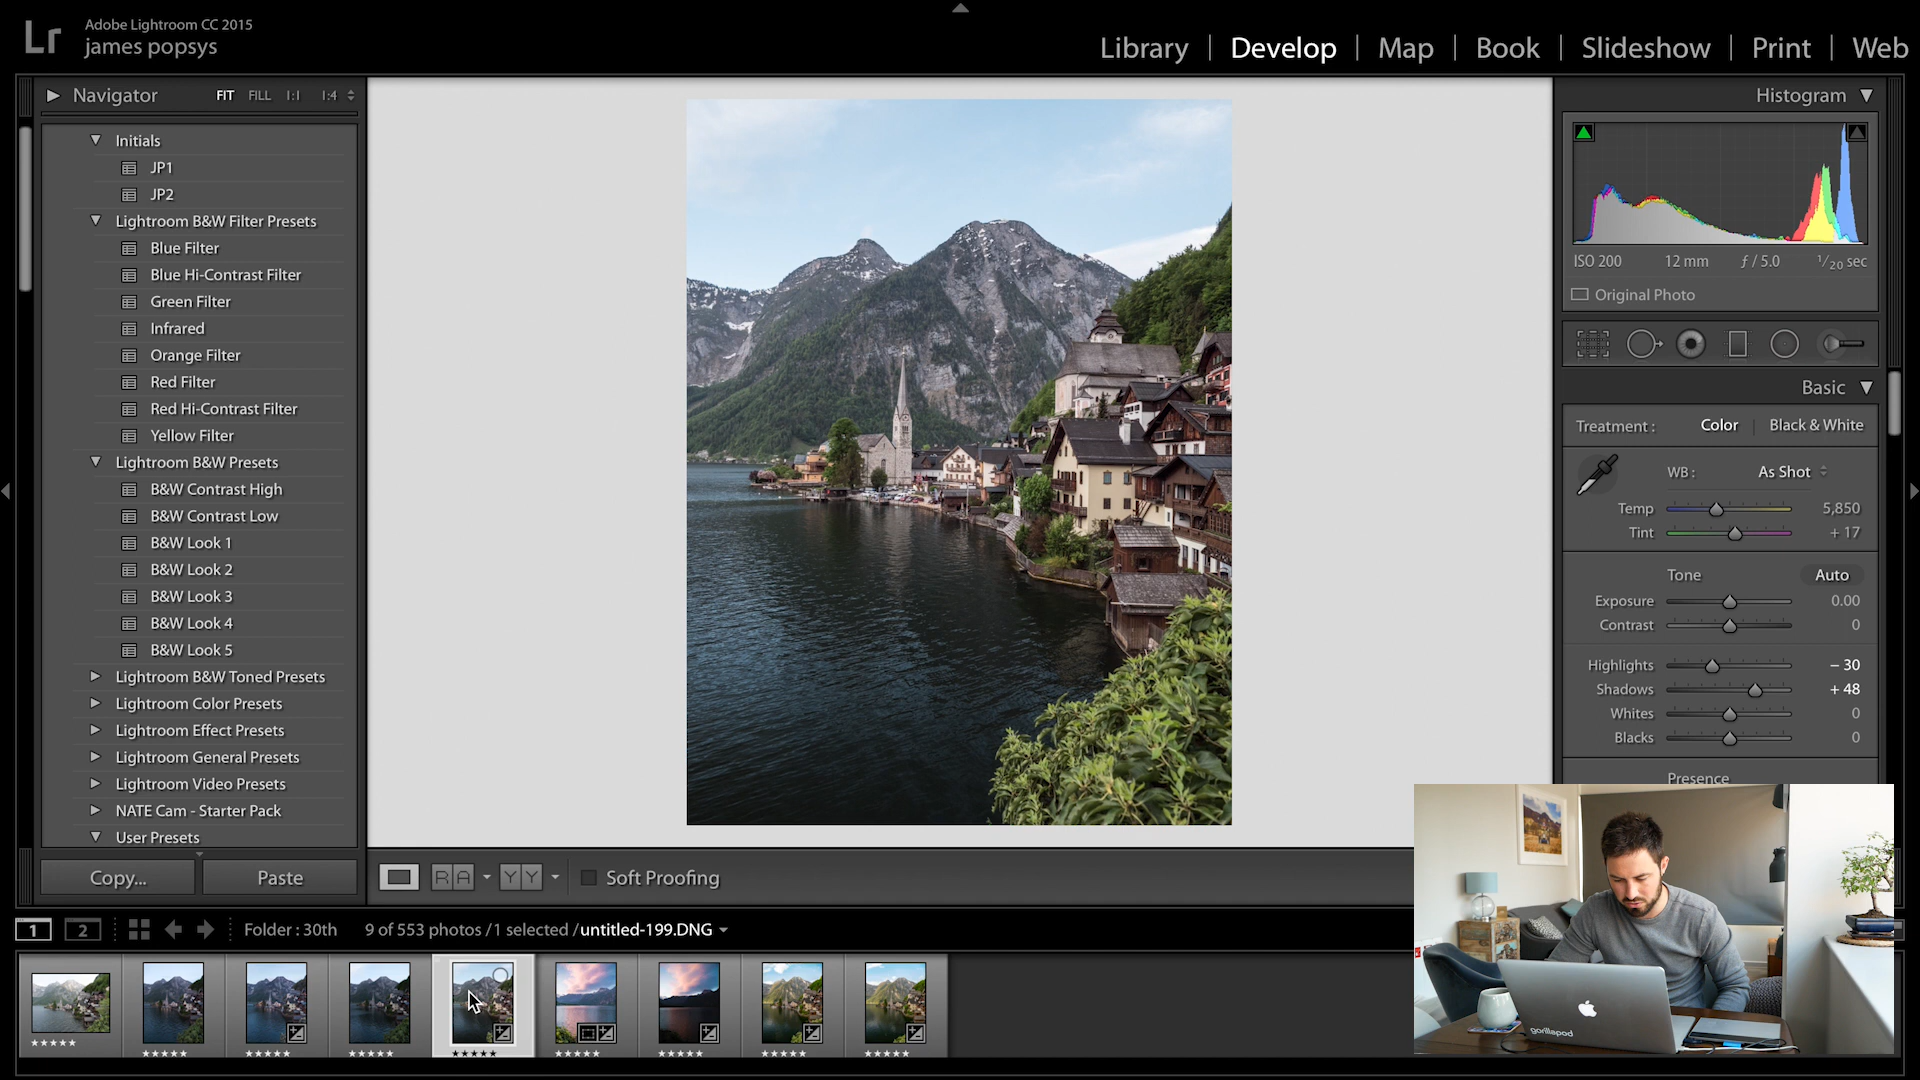 Lr
Adobe Lightroom CC 2015
james popsys
Library | Develop | Map | Book | Slideshow | Print | Web
Navigator FIT FILL 1:1 1:4
Initials
JP1
JP2
Lightroom B&W Filter Presets
Blue Filter
Blue Hi-Contrast Filter
Green Filter
Infrared
Orange Filter
Red Filter
Red Hi-Contrast Filter
Yellow Filter
Lightroom B&W Presets
B&W Contrast High
B&W Contrast Low
B&W Look 1
B&W Look 2
B&W Look 3
B&W Look 4
B&W Look 5
Lightroom B&W Toned Presets
Lightroom Color Presets
Lightroom Effect Presets
Lightroom General Presets
Lightroom Video Presets
NATE Cam - Starter Pack
User Presets
Copy... Paste
R A Y Y Soft Proofing
Histogram
ISO 200 12 mm ƒ / 5.0 1/20 sec
Original Photo
Basic
Treatment : Color | Black & White
WB : As Shot
Temp 5,850
Tint + 17
Tone Auto
Exposure 0.00
Contrast 0
Highlights – 30
Shadows + 48
Whites 0
Blacks 0
Presence
1 2 Folder : 30th 9 of 553 photos / 1 selected / untitled-199.DNG
gorillapod